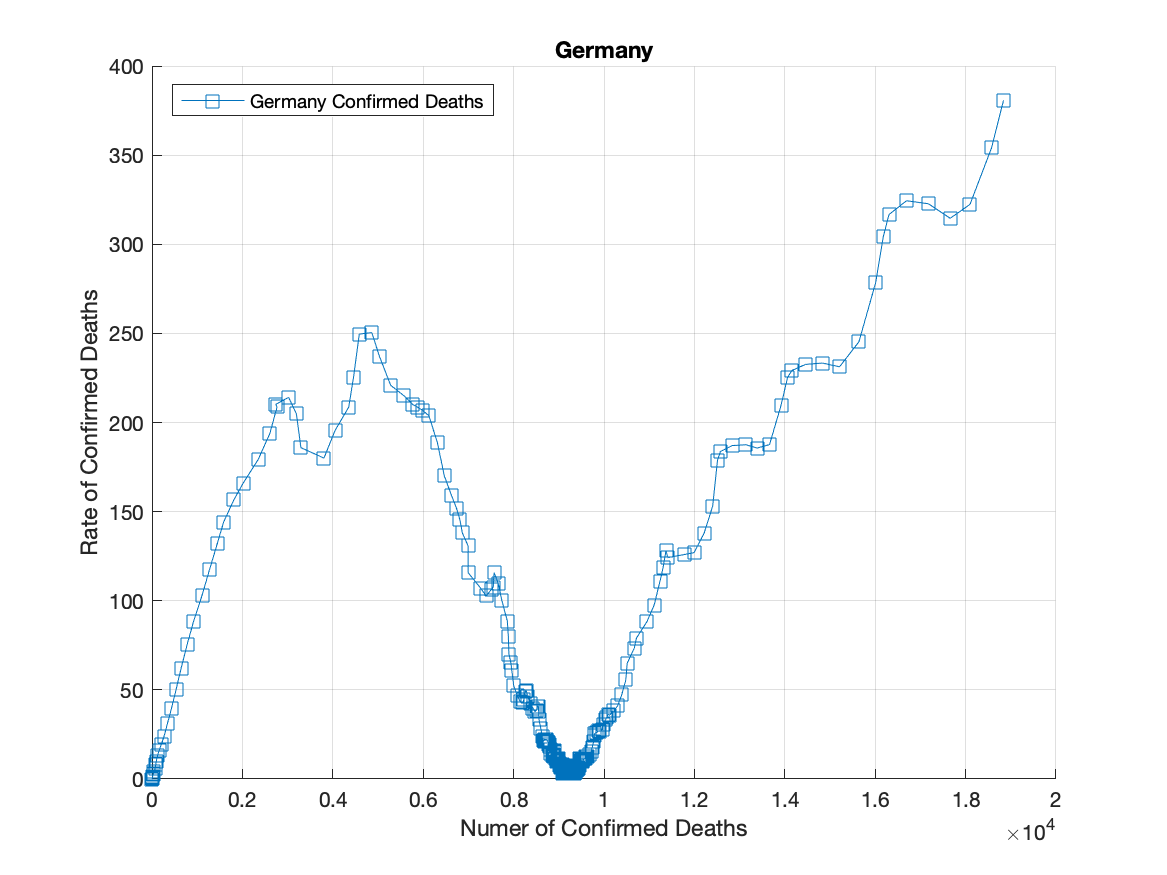 Germany
Germany Confirmed Deaths
Rate of Confirmed Deaths
400
350
300
250
200
150
100
50
0
0 0.2 0.4 0.6 0.8 1 1.2 1.4 1.6 1.8 2
Numer of Confirmed Deaths
×10⁴